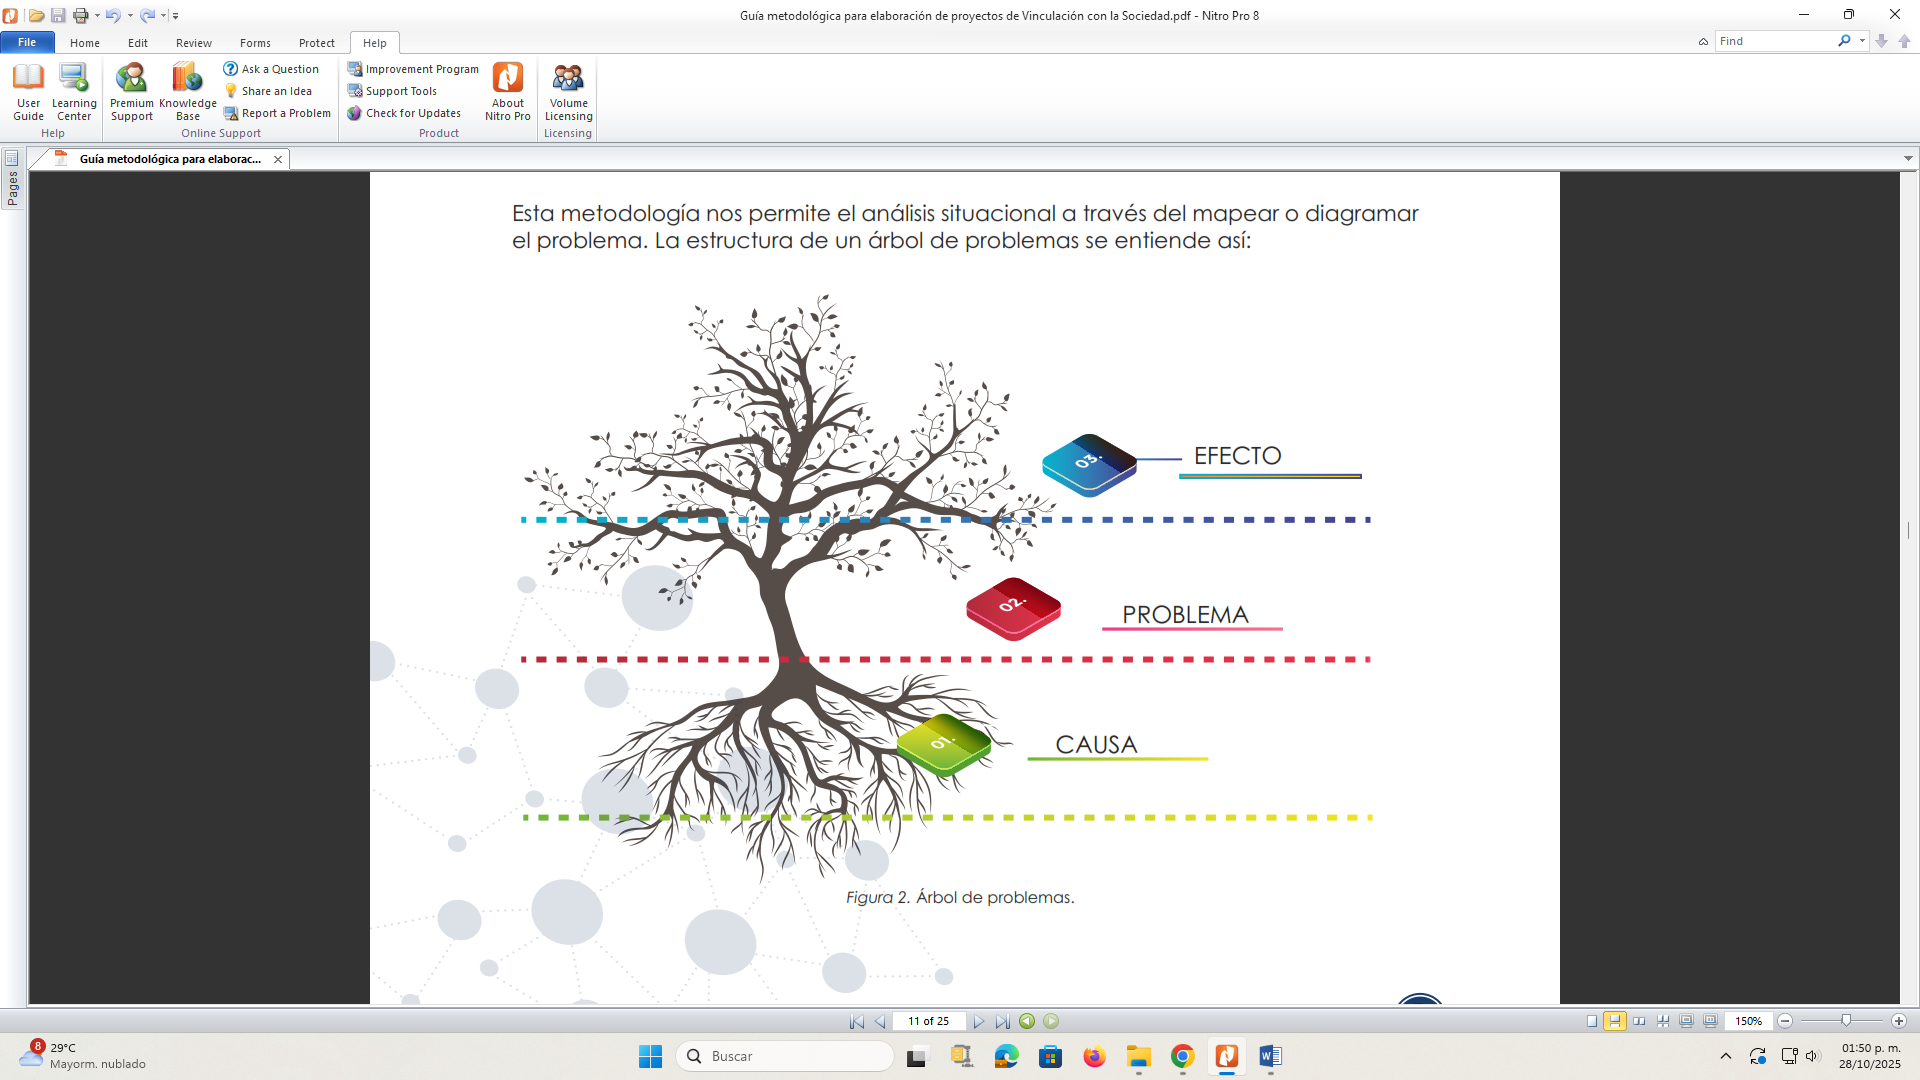 Guía metodológica para elaboración de proyectos de Vinculación con la Sociedad.pdf - Nitro Pro 8
File Home Edit Review Forms Protect Help
Find
User Guide
Learning Center
Help
Premium Support
Knowledge Base
Ask a Question
Share an Idea
Report a Problem
Online Support
Improvement Program
Support Tools
Check for Updates
About Nitro Pro
Product
Volume Licensing
Licensing
Guía metodológica para elaborac...
Pages
Esta metodología nos permite el análisis situacional a través del mapear o diagramar
el problema. La estructura de un árbol de problemas se entiende así:
03.
EFECTO
02.
PROBLEMA
01.
CAUSA
Figura 2. Árbol de problemas.
11 of 25
150%
8
29°C
Mayorm. nublado
Buscar
01:50 p. m.
28/10/2025